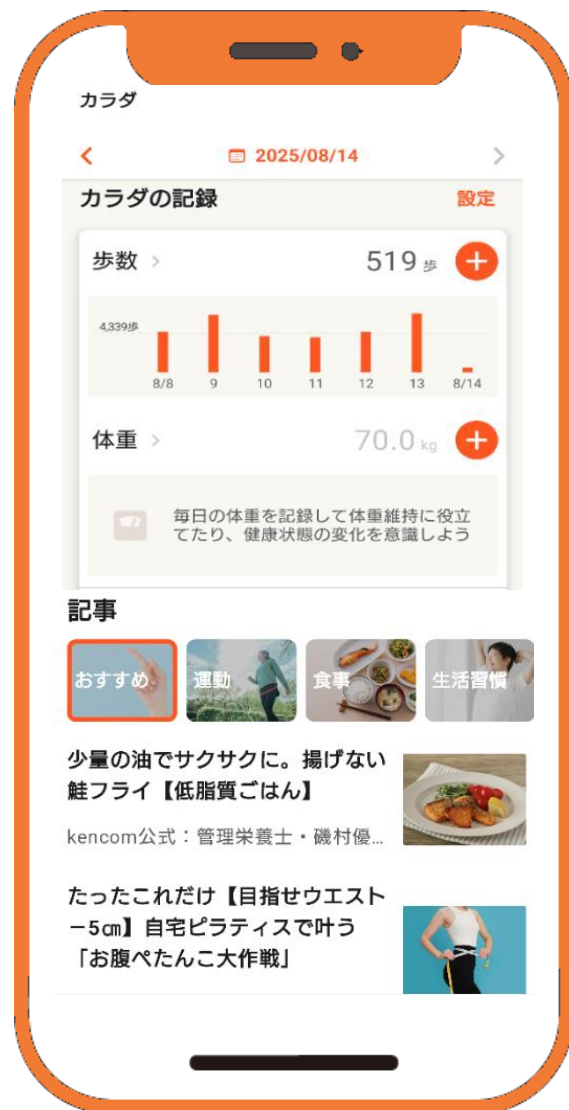 カラダ
2025/08/14
カラダの記録 設定
歩数 519 歩
4,339歩
8/8 9 10 11 12 13 8/14
体重 70.0 kg
毎日の体重を記録して体重維持に役立
てたり、健康状態の変化を意識しよう
記事
おすすめ 運動 食事 生活習慣
少量の油でサクサクに。揚げない
鮭フライ【低脂質ごはん】
kencom公式：管理栄養士・磯村優…
たったこれだけ【目指せウエスト
－5㎝】自宅ピラティスで叶う
「お腹ぺたんこ大作戦」